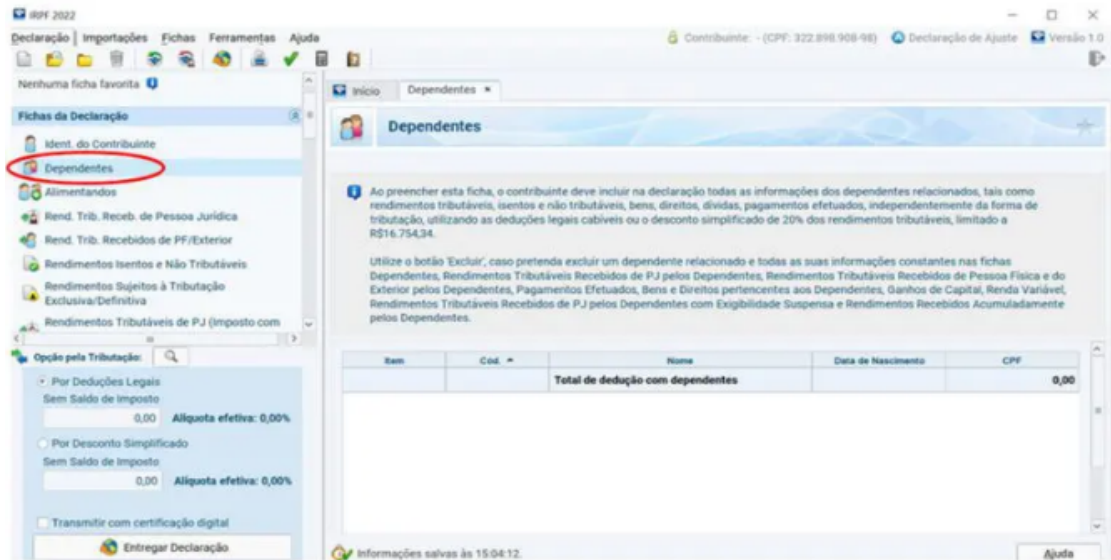 IRPF 2022
Declaração Importações Fichas Ferramentas Ajuda
Contribuinte: - (CPF: 322.898.908-98) Declaração de Ajuste Versão 1.0
Nenhuma ficha favorita
Fichas da Declaração
Ident. do Contribuinte
Dependentes
Alimentandos
Rend. Trib. Receb. de Pessoa Jurídica
Rend. Trib. Recebidos de PF/Exterior
Rendimentos Isentos e Não Tributáveis
Rendimentos Sujeitos à Tributação
Exclusiva/Definitiva
Rendimentos Tributáveis de PJ (Imposto com
Opção pela Tributação:
Por Deduções Legais
Sem Saldo de Imposto
0,00 Alíquota efetiva: 0,00%
Por Desconto Simplificado
Sem Saldo de Imposto
0,00 Alíquota efetiva: 0,00%
Transmitir com certificação digital
Entregar Declaração
Início Dependentes
Dependentes
Ao preencher esta ficha, o contribuinte deve incluir na declaração todas as informações dos dependentes relacionados, tais como
rendimentos tributáveis, isentos e não tributáveis, bens, direitos, dívidas, pagamentos efetuados, independentemente da forma de
tributação, utilizando as deduções legais cabíveis ou o desconto simplificado de 20% dos rendimentos tributáveis, limitado a
R$16.754,34.
Utilize o botão 'Excluir', caso pretenda excluir um dependente relacionado e todas as suas informações constantes nas fichas
Dependentes, Rendimentos Tributáveis Recebidos de PJ pelos Dependentes, Rendimentos Tributáveis Recebidos de Pessoa Física e do
Exterior pelos Dependentes, Pagamentos Efetuados, Bens e Direitos pertencentes aos Dependentes, Ganhos de Capital, Renda Variável,
Rendimentos Tributáveis Recebidos de PJ pelos Dependentes com Exigibilidade Suspensa e Rendimentos Recebidos Acumuladamente
pelos Dependentes.
Item Cód. Nome Data de Nascimento CPF
Total de dedução com dependentes 0,00
Informações salvas às 15:04:12.
Ajuda